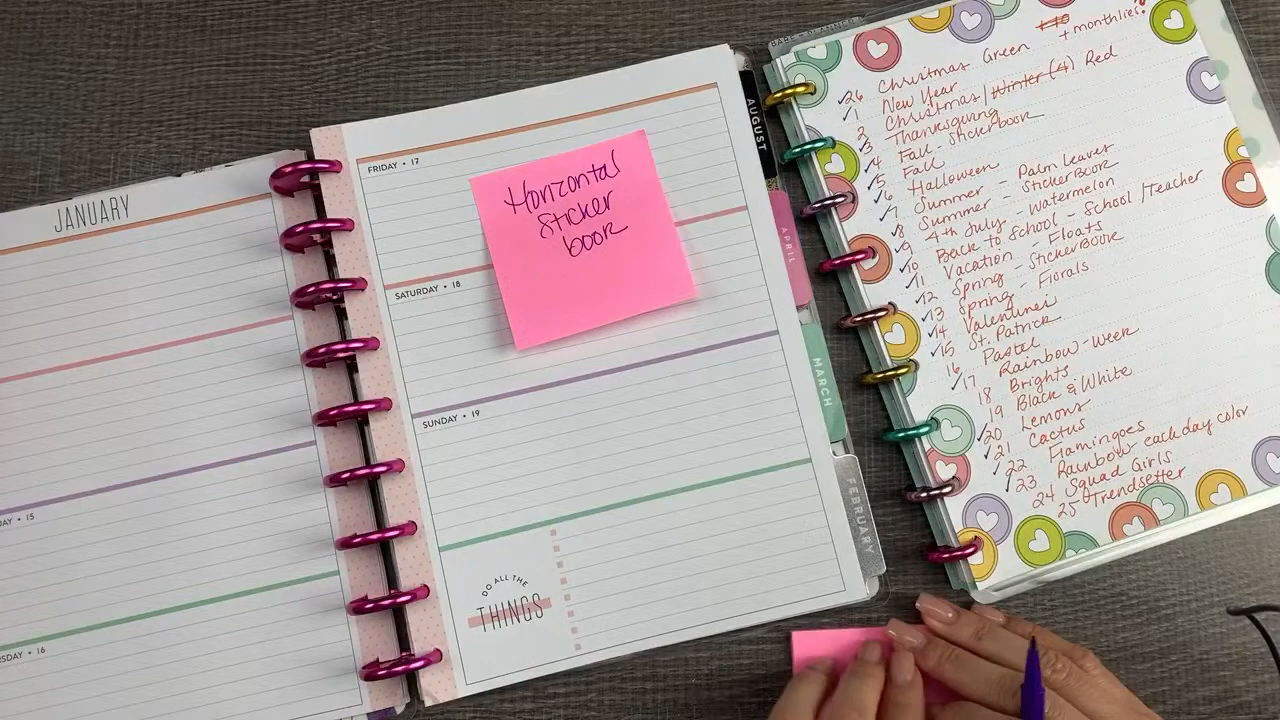 JANUARY
15
16
FRIDAY • 17
SATURDAY • 18
SUNDAY • 19
DO ALL THE
THINGS
Horizontal
Sticker
book
AUGUST
APRIL
MARCH
FEBRUARY
+ monthlies?
26 Christmas Green
1 New Year
2 Christmas/Winter (4) Red
3 Thanksgiving
4 Fall - Stickerbook
5 Fall
6 Halloween
7 Summer - Palm leaves
8 Summer - StickerBook
9 4th July - Watermelon
10 Back to School - School/Teacher
11 Vacation - Floats
12 Spring - StickerBook
13 Spring - Florals
14 Valentines
15 St. Patrick
16 Pastel
17 Rainbow - Week
18 Brights
19 Black & White
20 Lemons
21 Cactus
22 Flamingoes
23 Rainbow - each day color
24 Squad Girls
25 Trendsetter